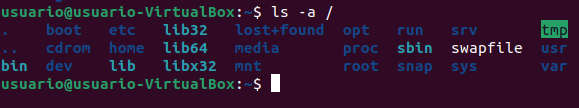 usuario@usuario-VirtualBox:~$ ls -a /
.    boot   etc   lib32   lost+found  opt   run   srv       tmp
..   cdrom  home  lib64   media       proc  sbin  swapfile  usr
bin  dev    lib   libx32  mnt         root  snap  sys       var
usuario@usuario-VirtualBox:~$